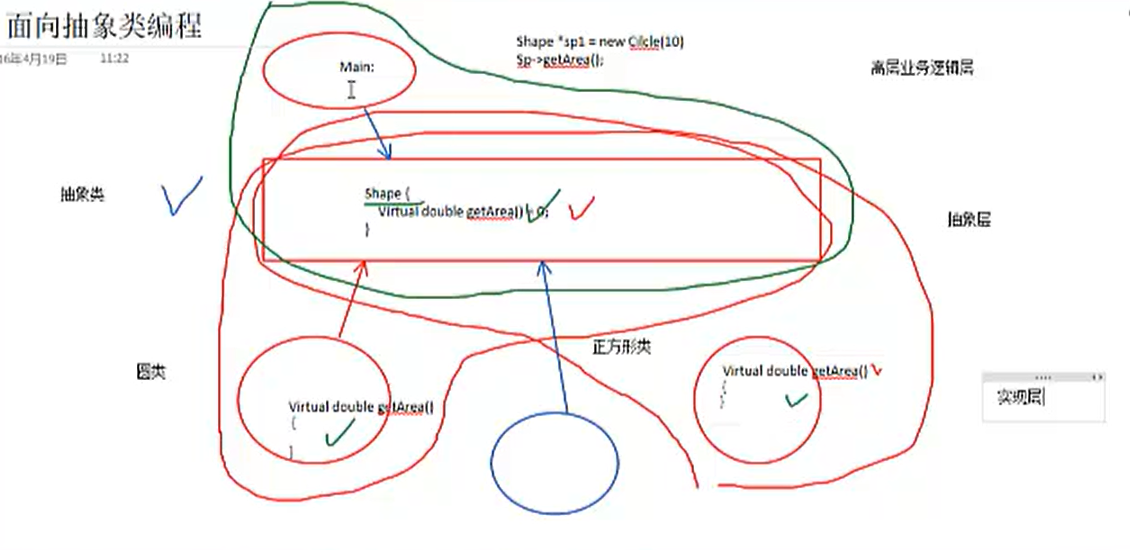 面向抽象类编程
16年4月19日 11:22
Main:
Shape *sp1 = new Cilcle(10)
Sp->getArea();
高层业务逻辑层
抽象类
Shape {
Virtual double getArea() = 0;
}
抽象层
圆类
正方形类
Virtual double getArea()
{
}
Virtual double getArea()
{
}
实现层